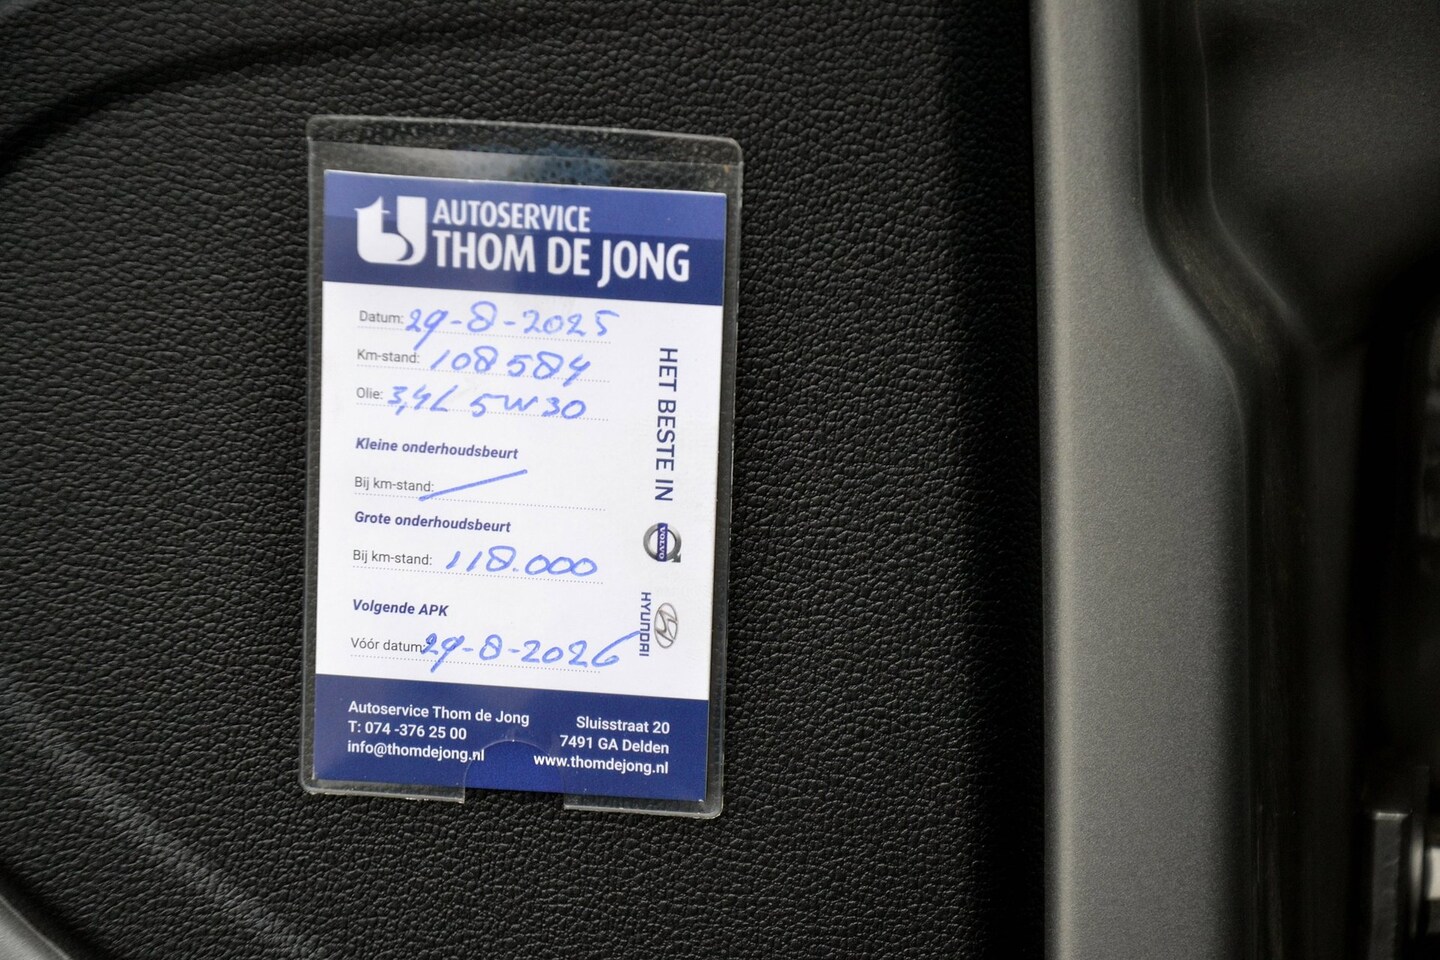 AUTOSERVICE
THOM DE JONG
Datum: 29-8-2025
Km-stand: 108584
Olie: 3,4L 5W30
Kleine onderhoudsbeurt
Bij km-stand:
Grote onderhoudsbeurt
Bij km-stand: 118.000
Volgende APK
Vóór datum: 29-8-2026
HET BESTE IN
VOLVO
HYUNDAI
Autoservice Thom de Jong
T: 074 -376 25 00
info@thomdejong.nl
Sluisstraat 20
7491 GA Delden
www.thomdejong.nl